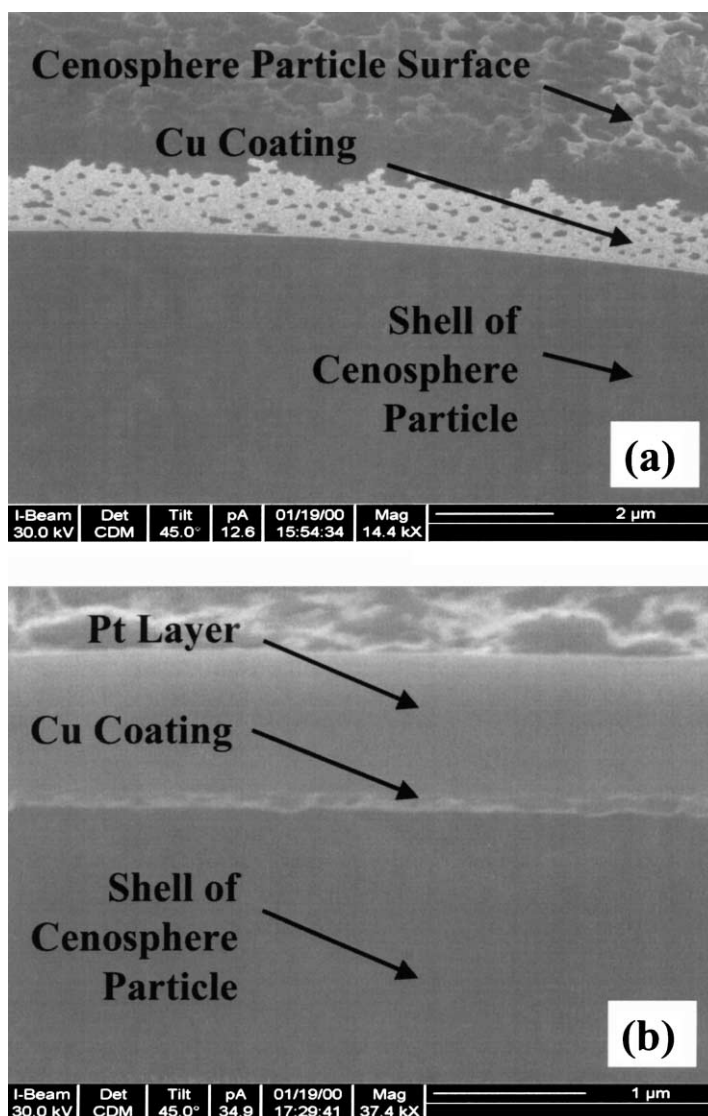 Cenosphere Particle Surface
Cu Coating
Shell of
Cenosphere
Particle
(a)
I-Beam Det Tilt pA 01/19/00 Mag 2 µm
30.0 kV CDM 45.0° 12.6 15:54:34 14.4 kX
Pt Layer
Cu Coating
Shell of
Cenosphere
Particle
(b)
I-Beam Det Tilt pA 01/19/00 Mag 1 µm
30.0 kV CDM 45.0° 34.9 17:29:41 37.4 kX